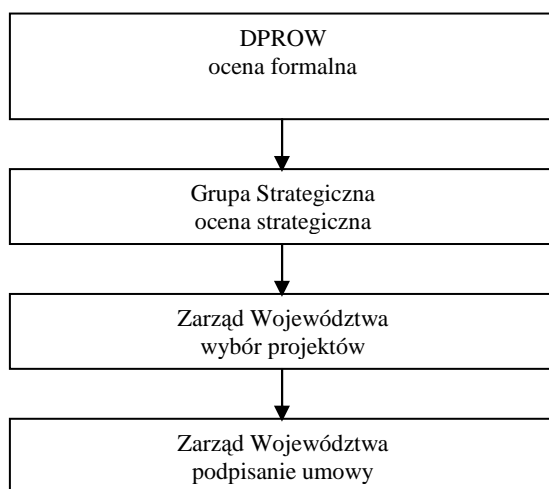 DPROW
ocena formalna
Grupa Strategiczna
ocena strategiczna
Zarząd Województwa
wybór projektów
Zarząd Województwa
podpisanie umowy